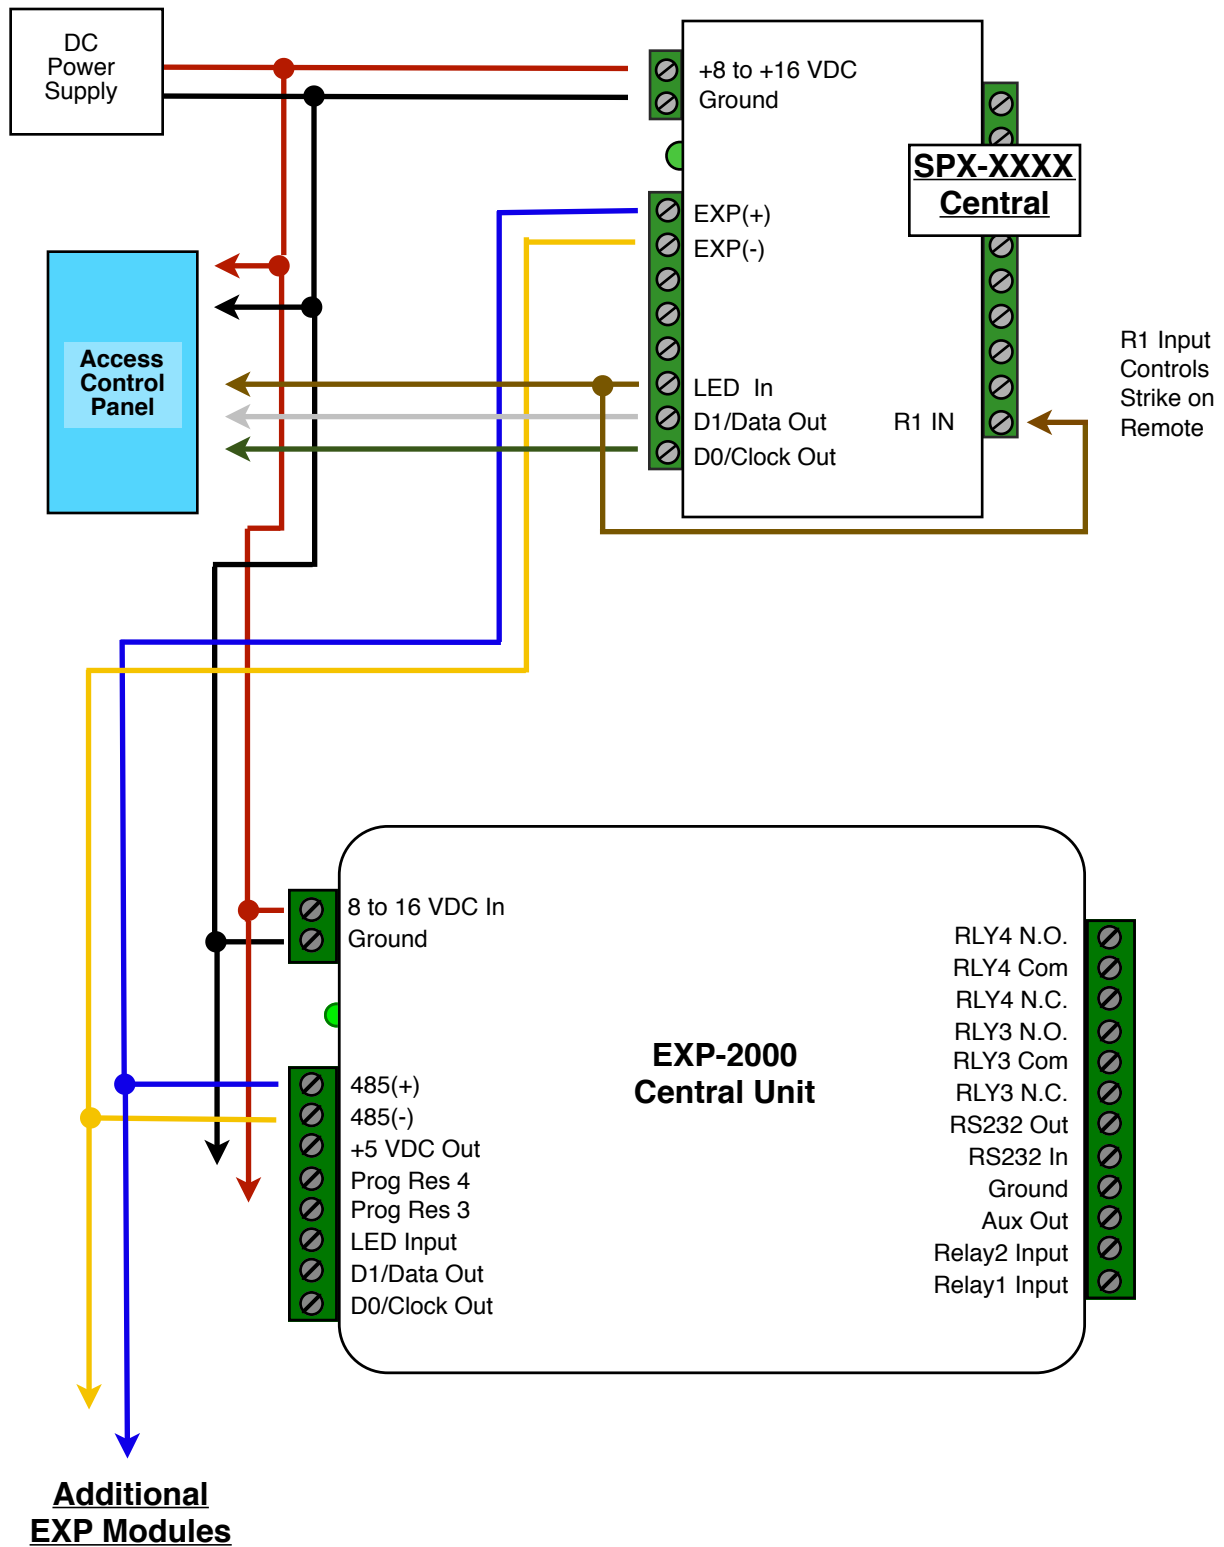 DC
Power
Supply
+8 to +16 VDC
Ground
SPX-XXXX
Central
EXP(+)
EXP(-)
Access
Control
Panel
LED In
D1/Data Out
R1 IN
D0/Clock Out
R1 Input
Controls
Strike on
Remote
8 to 16 VDC In
Ground
EXP-2000
Central Unit
485(+)
485(-)
+5 VDC Out
Prog Res 4
Prog Res 3
LED Input
D1/Data Out
D0/Clock Out
RLY4 N.O.
RLY4 Com
RLY4 N.C.
RLY3 N.O.
RLY3 Com
RLY3 N.C.
RS232 Out
RS232 In
Ground
Aux Out
Relay2 Input
Relay1 Input
Additional
EXP Modules